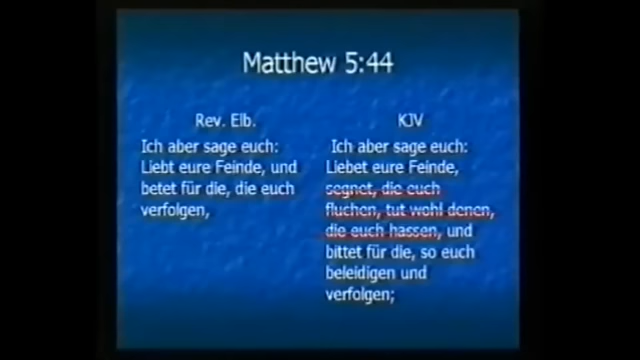 Matthew 5:44
Rev. Elb.
Ich aber sage euch:
Liebt eure Feinde, und
betet für die, die euch
verfolgen,
KJV
Ich aber sage euch:
Liebet eure Feinde,
segnet, die euch
fluchen, tut wohl denen,
die euch hassen, und
bittet für die, so euch
beleidigen und
verfolgen;